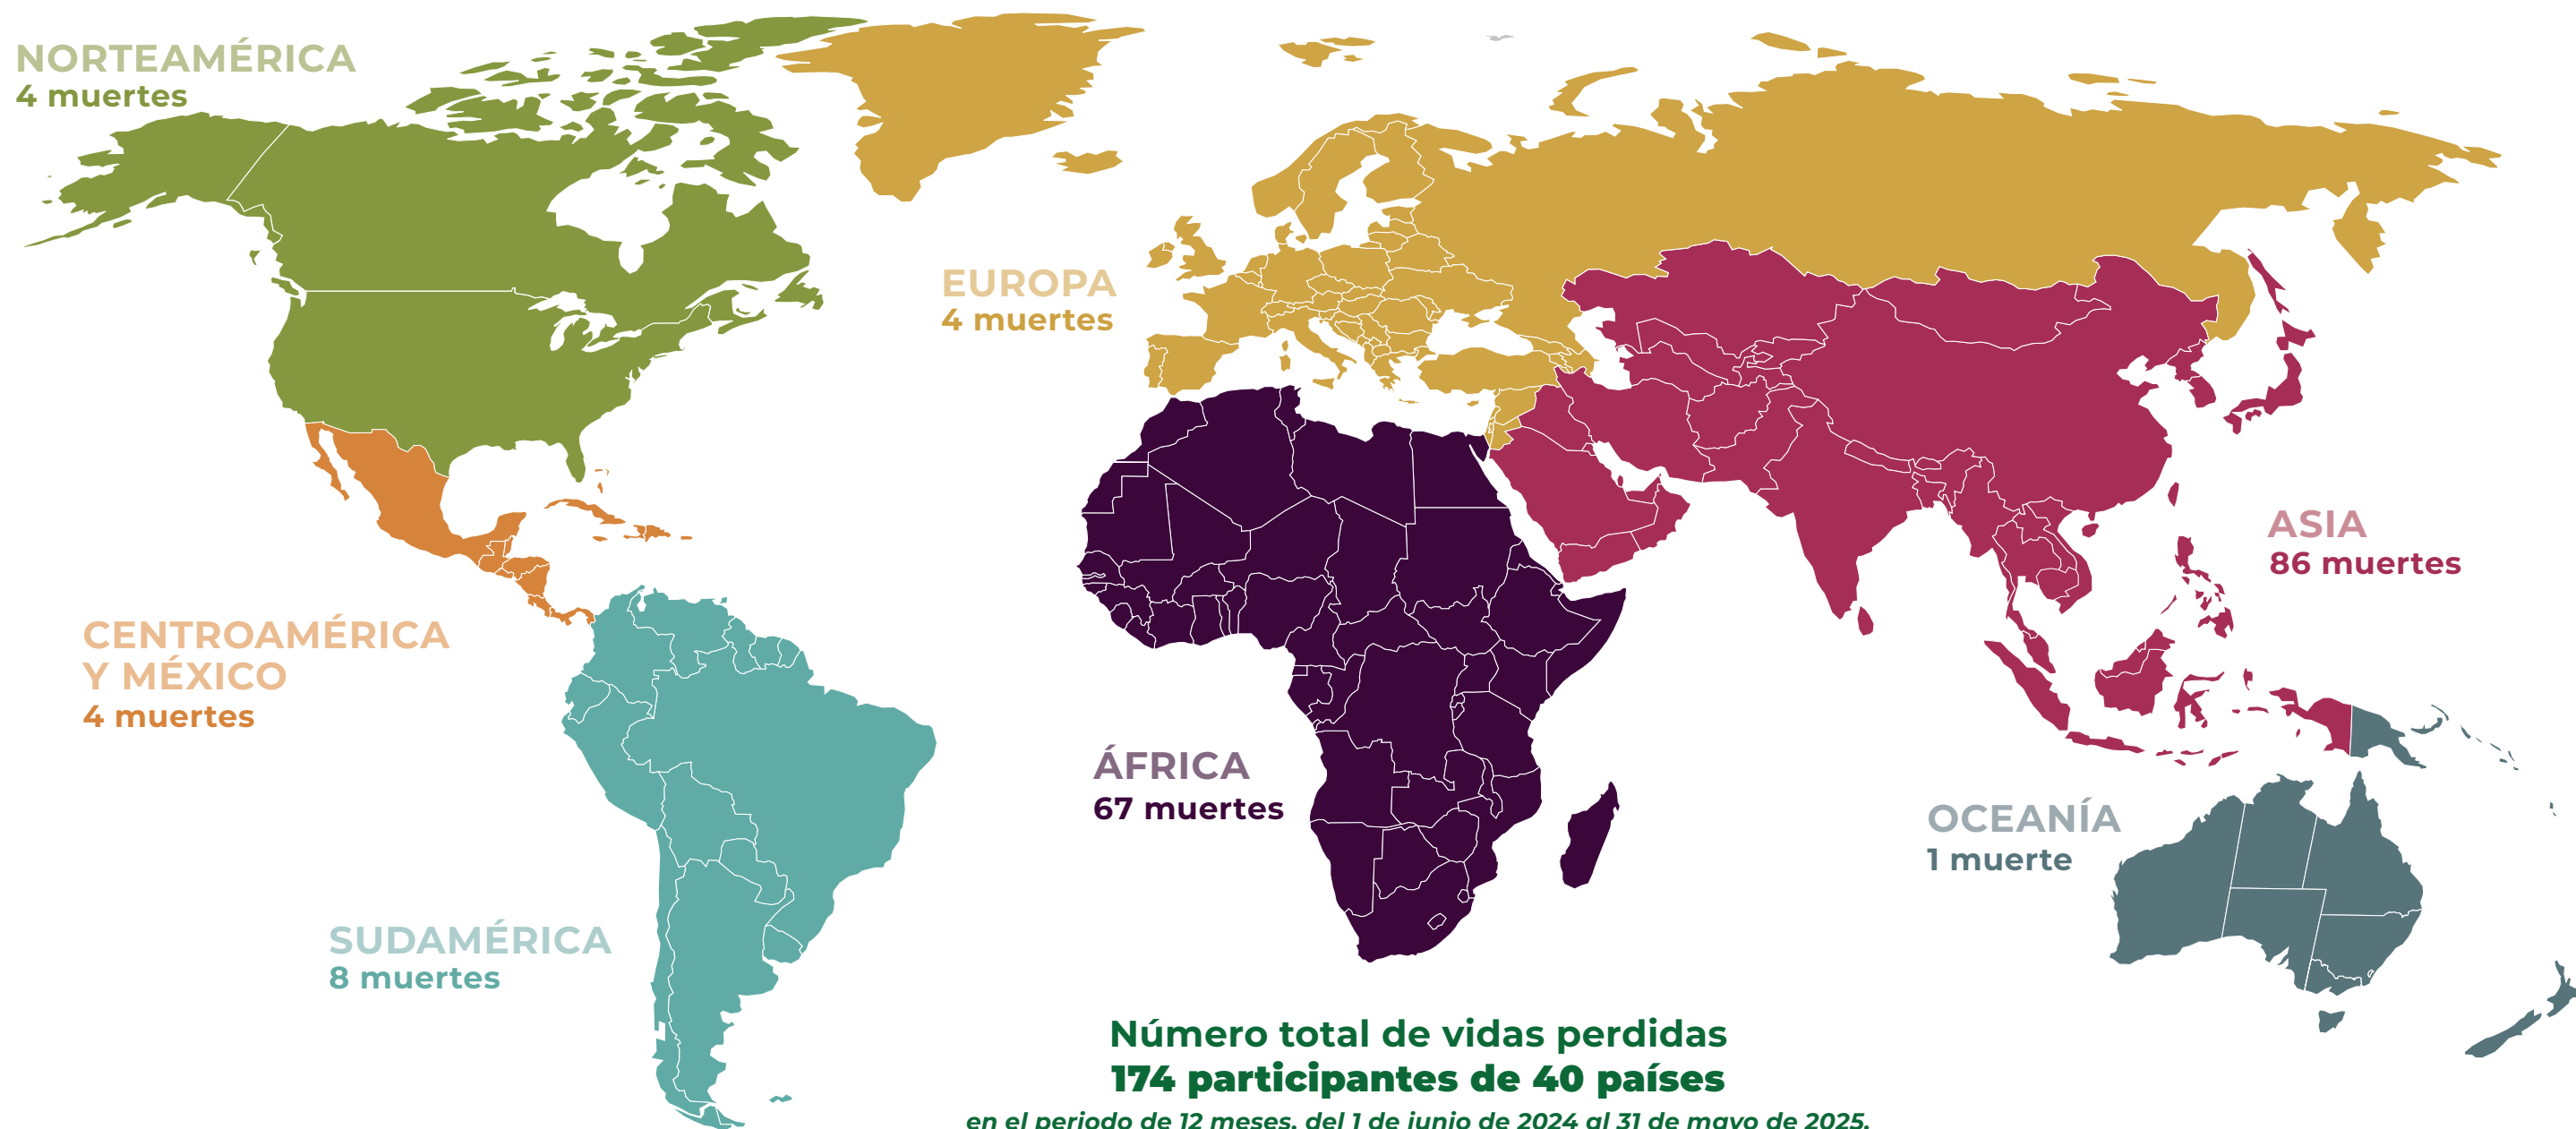 NORTEAMÉRICA
4 muertes
EUROPA
4 muertes
ASIA
86 muertes
CENTROAMÉRICA
Y MÉXICO
4 muertes
ÁFRICA
67 muertes
OCEANÍA
1 muerte
SUDAMÉRICA
8 muertes
Número total de vidas perdidas
174 participantes de 40 países
en el periodo de 12 meses, del 1 de junio de 2024 al 31 de mayo de 2025.